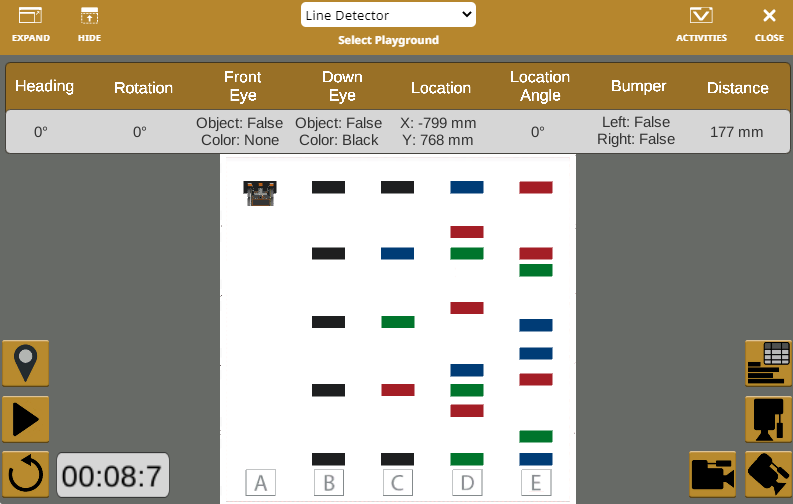 Line Detector
Select Playground
EXPAND
HIDE
ACTIVITIES
CLOSE
Heading
Rotation
Front
Eye
Down
Eye
Location
Location
Angle
Bumper
Distance
0°
0°
Object: False
Color: None
Object: False
Color: Black
X: -799 mm
Y: 768 mm
0°
Left: False
Right: False
177 mm
00:08:7
A
B
C
D
E